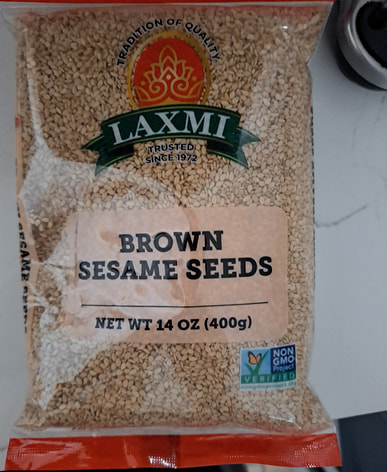 TRADITION OF QUALITY
LAXMI
TRUSTED
SINCE 1972
BROWN
SESAME SEEDS
NET WT 14 OZ (400g)
NON
GMO
Project
VERIFIED